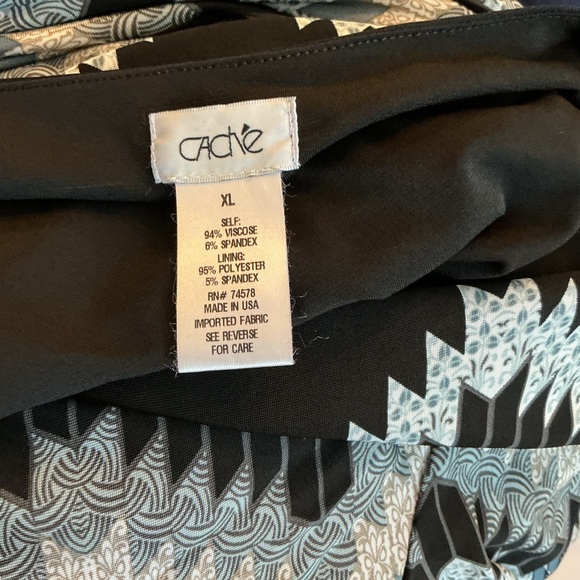 CAché
XL
SELF:
94% VISCOSE
6% SPANDEX
LINING:
95% POLYESTER
5% SPANDEX
RN# 74578
MADE IN USA
IMPORTED FABRIC
SEE REVERSE
FOR CARE